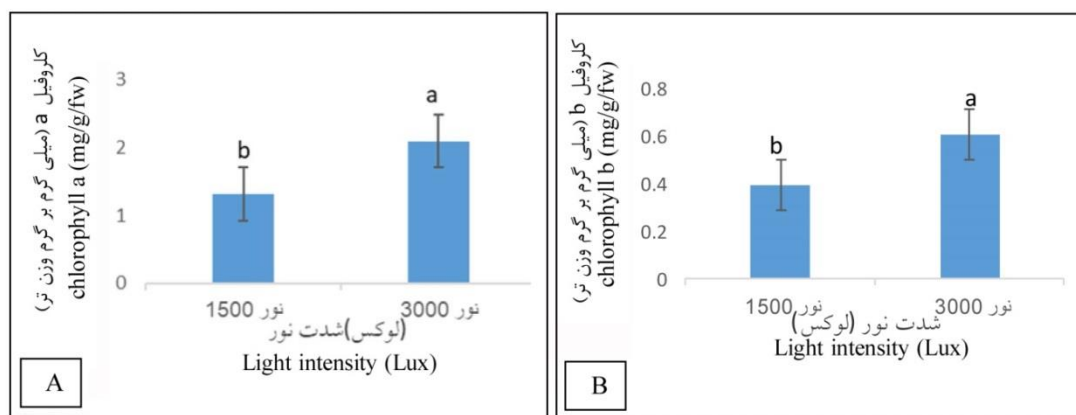 کلروفیل a (میلی گرم بر گرم وزن تر)
chlorophyll a (mg/g/fw)
3
2
1
0
b
a
نور 1500
نور 3000
(لوکس)شدت نور
Light intensity (Lux)
A
کلروفیل b (میلی گرم بر گرم وزن تر)
chlorophyll b (mg/g/fw)
0.8
0.6
0.4
0.2
0
b
a
نور 1500
نور 3000
شدت نور (لوکس)
Light intensity (Lux)
B